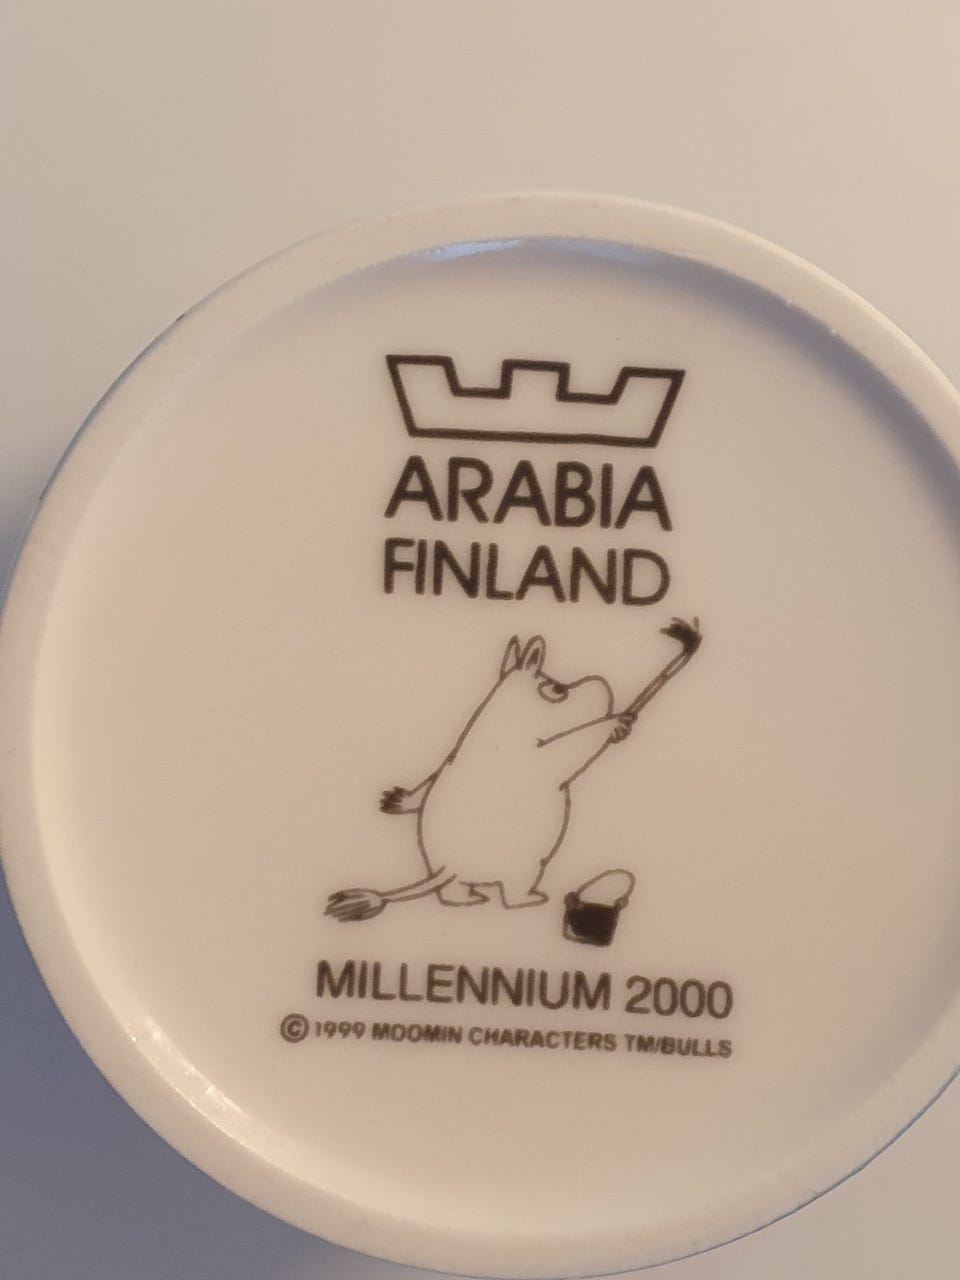 ARABIA
FINLAND
MILLENNIUM 2000
© 1999 MOOMIN CHARACTERS TM/BULLS